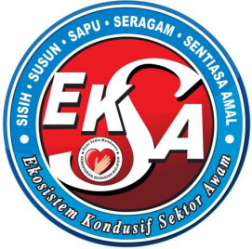 SISIH • SUSUN • SAPU • SERAGAM • SENTIASA AMAL
EKSA
Ekosistem Kondusif Sektor Awam